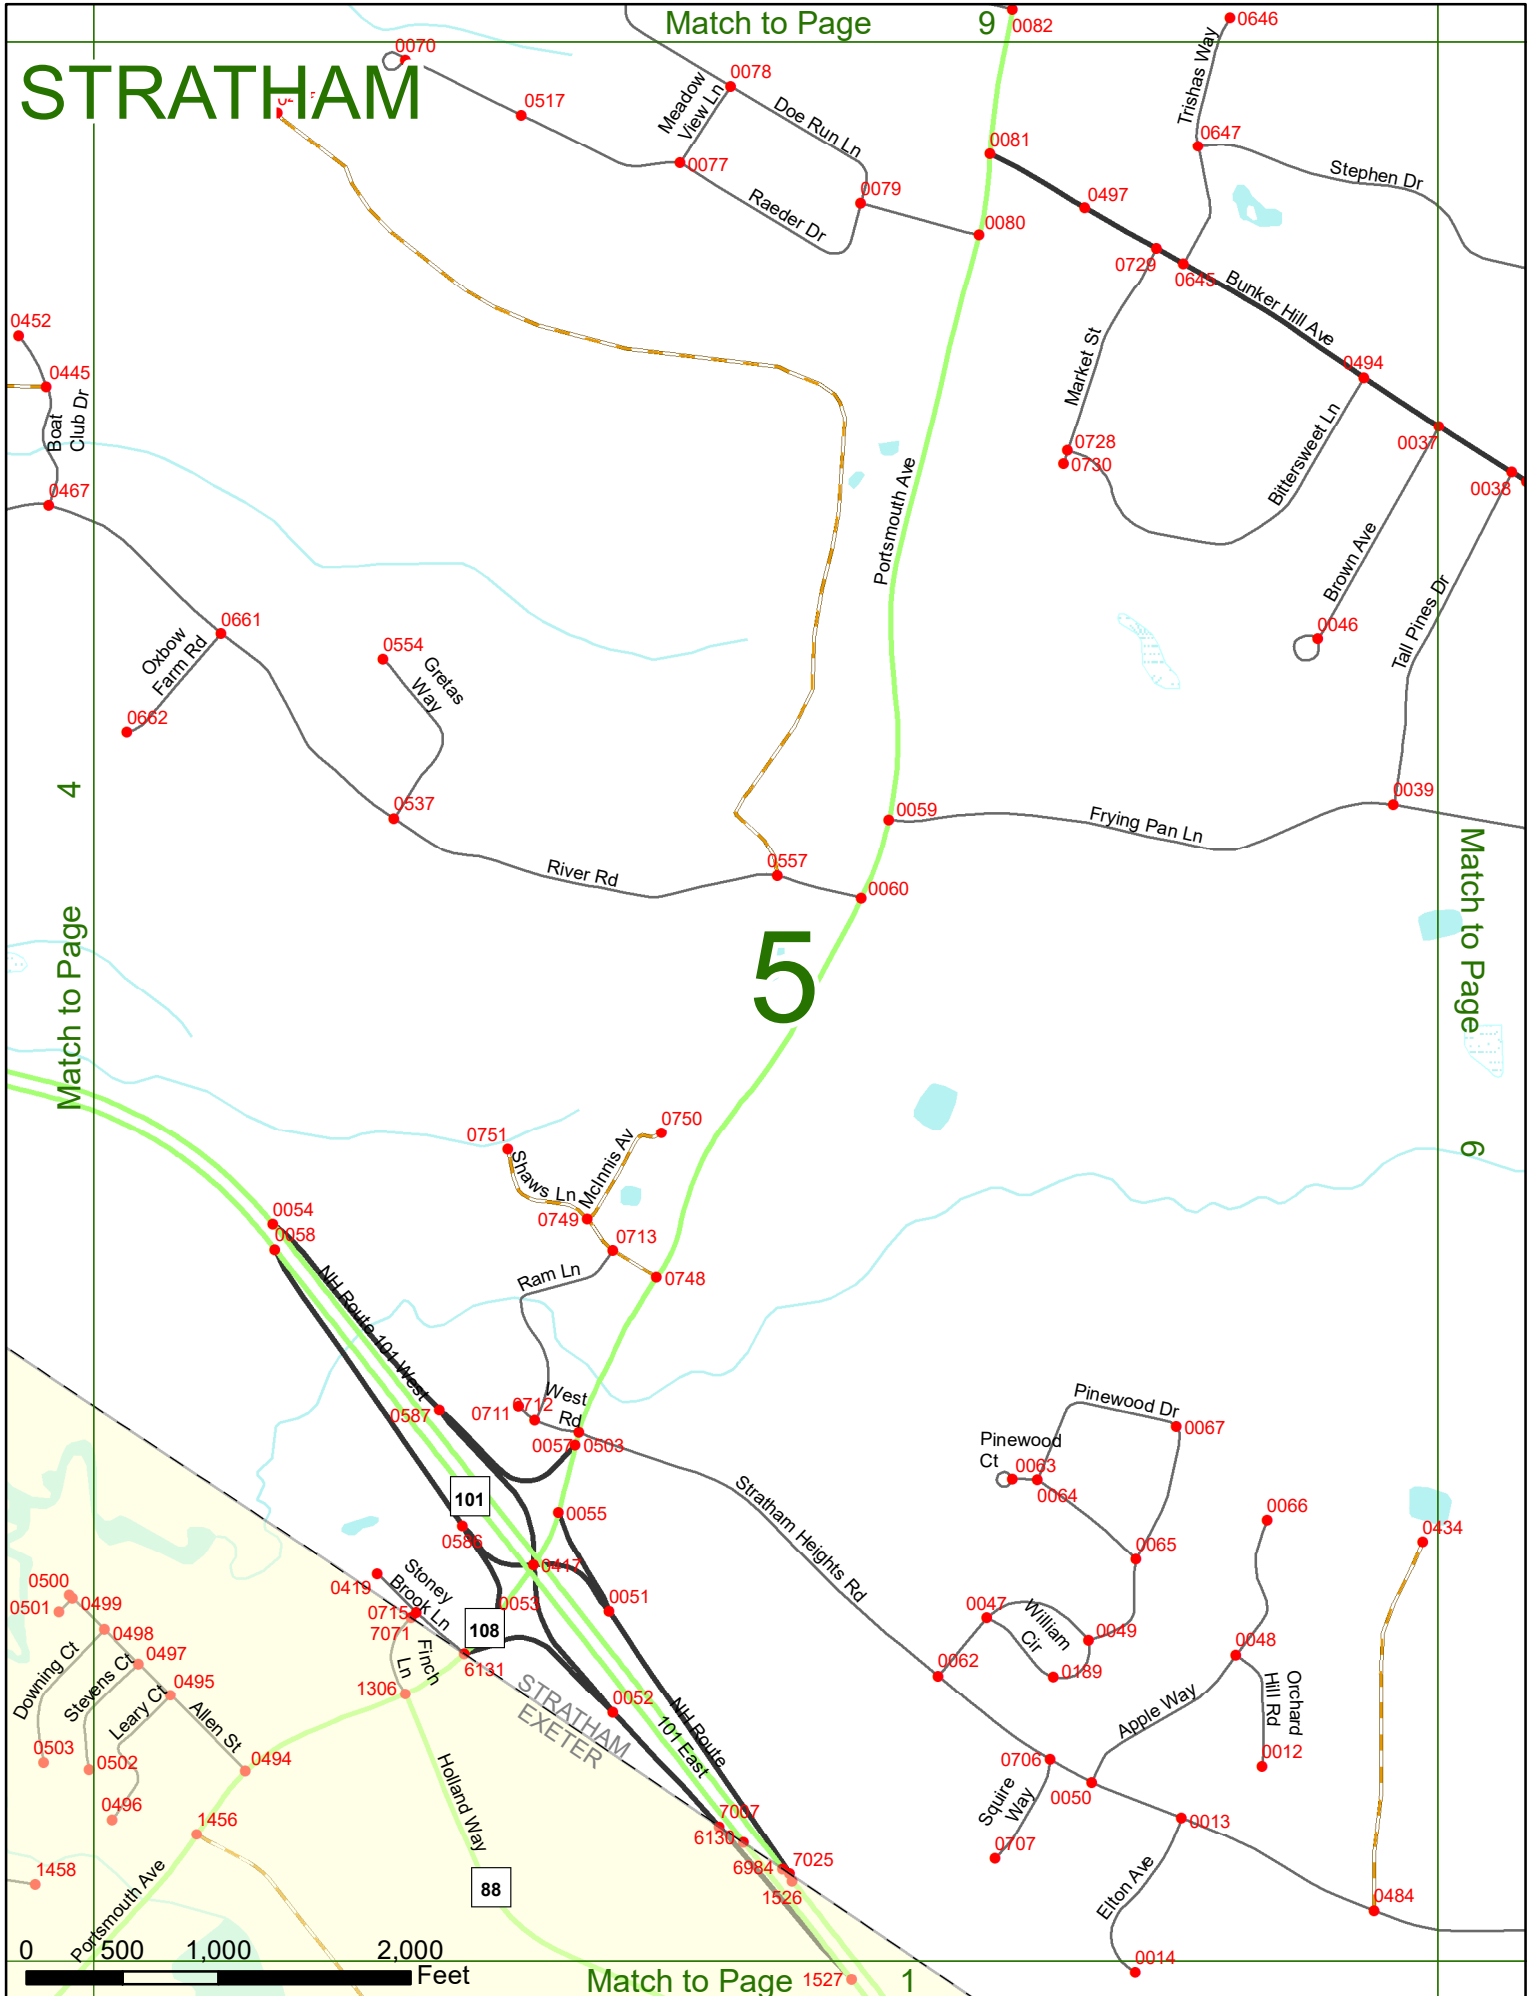 Match to Page 9
0082
0646
0070
STRATHAM
0078
0517
Meadow
View Ln
Doe Run Ln
Trishas Way
0081
0647
0077
Stephen Dr
0079
0497
Raeder Dr
0080
0729
0645
Bunker Hill Ave
0452
Market St
0494
0445
Boat
Club Dr
Bittersweet Ln
0037
0728
0730
Portsmouth Ave
0467
0038
Brown Ave
Tall Pines Dr
0661
0046
Oxbow
Farm Rd
0554
Gretas
Way
0662
4
Match to Page
0537
0059
0039
Frying Pan Ln
0557
River Rd
0060
Match to Page
6
5
0751
0750
Shaws Ln
McInnis Av
0749
0713
0054
0058
Ram Ln
0748
NH Route 101 West
0587
0711
0712
West
Rd
0057
0503
Pinewood Dr
0067
Pinewood
Ct
0063
0064
101
Stratham Heights Rd
0055
0066
0434
0586
0417
0065
0419
Stoney
Brook Ln
0500
0501
0499
0715
7071
0053
0051
0047
William
Cir
0049
0498
108
Finch
Ln
0048
Downing Ct
0497
Stevens Ct
6131
0062
0189
0495
Leary Ct
1306
STRATHAM
EXETER
0052
NH Route
101 East
Apple Way
Orchard
Hill Rd
Allen St
0503
0502
0494
0706
0012
Holland Way
0050
Squire
Way
0496
1456
7007
6130
0013
0707
1458
6984
7025
1526
Elton Ave
0484
88
Portsmouth Ave
0014
0 500 1,000 2,000
Feet
Match to Page 1
1527